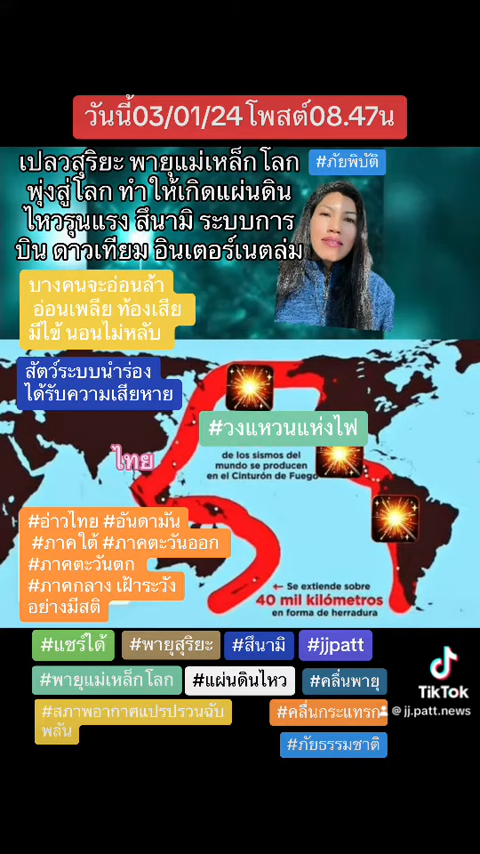 วันนี้03/01/24โพสต์08.47น
เปลวสุริยะ พายุแม่เหล็กโลก
พุ่งสู่โลก ทำให้เกิดแผ่นดิน
ไหวรุนแรง สึนามิ ระบบการ
บิน ดาวเทียม อินเตอร์เนตล่ม
#ภัยพิบัติ
บางคนจะอ่อนล้า
อ่อนเพลีย ท้องเสีย
มีไข้ นอนไม่หลับ
สัตว์ระบบนำร่อง
ได้รับความเสียหาย
#วงแหวนแห่งไฟ
ไทย
de los sismos del
mundo se producen
en el Cinturón de Fuego
#อ่าวไทย #อันดามัน
#ภาคใต้ #ภาคตะวันออก
#ภาคตะวันตก
#ภาคกลาง เฝ้าระวัง
อย่างมีสติ
← Se extiende sobre
40 mil kilómetros
en forma de herradura
#แชร์ได้ #พายุสุริยะ #สึนามิ #jjpatt
#พายุแม่เหล็กโลก #แผ่นดินไหว #คลื่นพายุ
#สภาพอากาศแปรปรวนฉับ
พลัน
#คลื่นกระแทก
#ภัยธรรมชาติ
TikTok
@ jj.patt.news